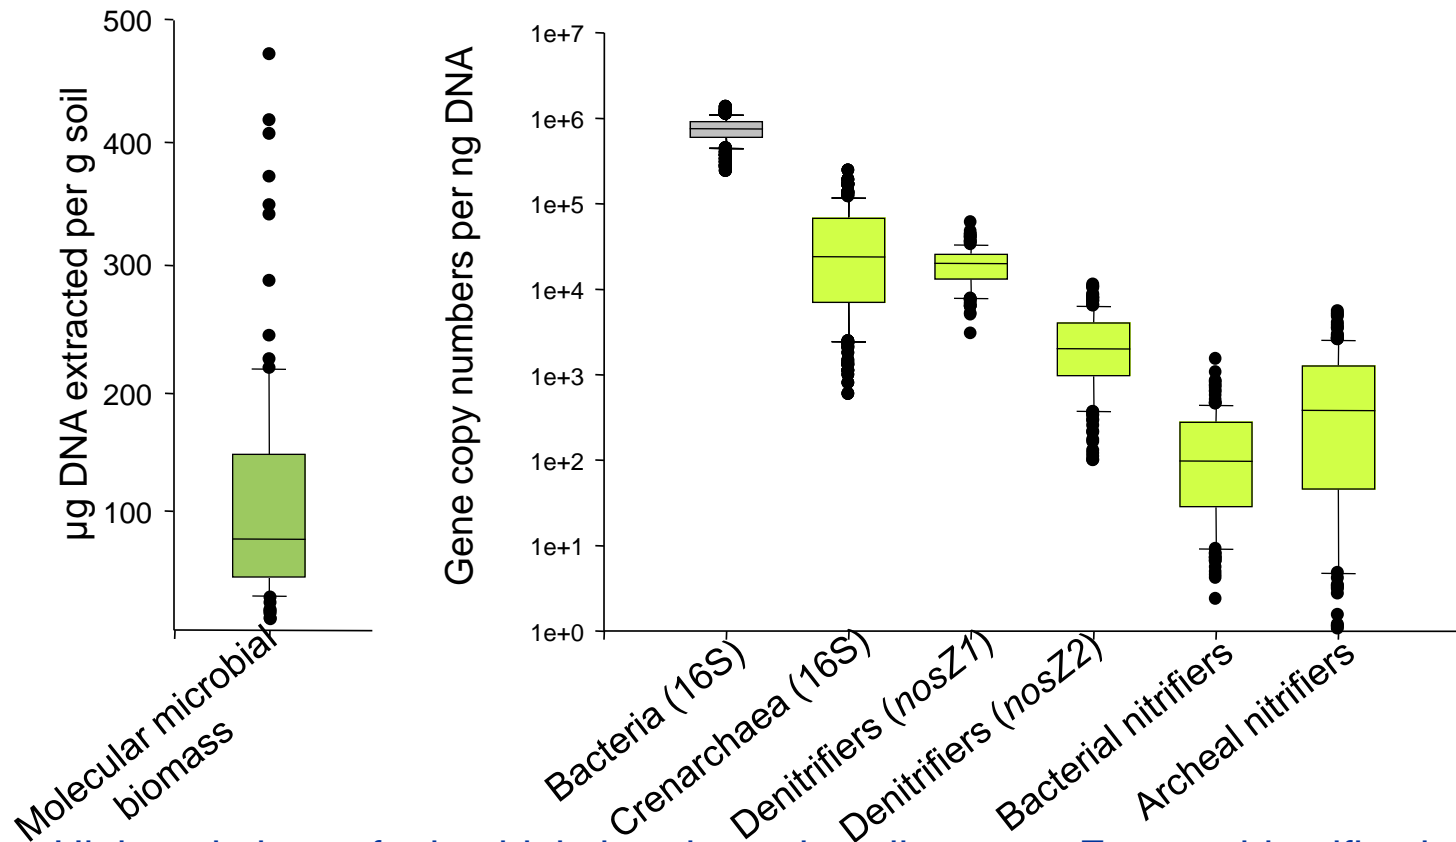 500
400
300
200
100
µg DNA extracted per g soil
Molecular microbial
biomass
Gene copy numbers per ng DNA
1e+7
1e+6
1e+5
1e+4
1e+3
1e+2
1e+1
1e+0
Bacteria (16S)
Crenarchaea (16S)
Denitrifiers (nosZ1)
Denitrifiers (nosZ2)
Bacterial nitrifiers
Archeal nitrifiers